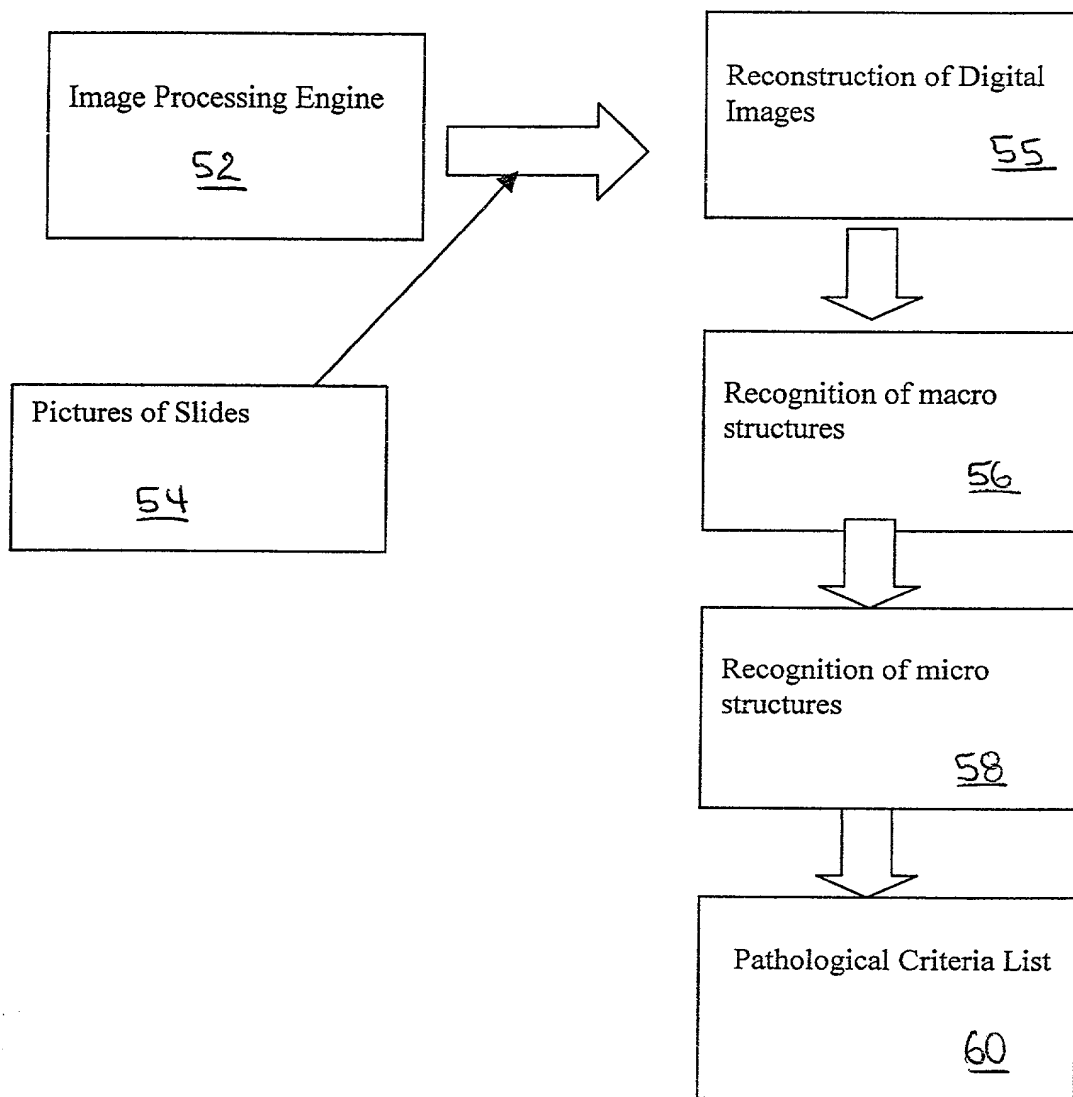 Image Processing Engine
52
Pictures of Slides
54
Reconstruction of Digital
Images
55
Recognition of macro
structures
56
Recognition of micro
structures
58
Pathological Criteria List
60